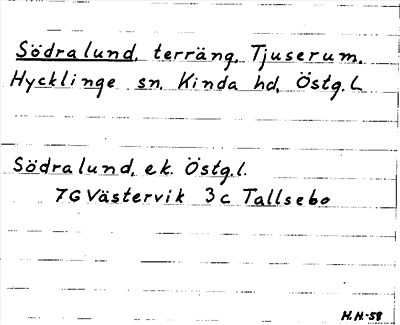 Södralund, terräng, Tjuserum,
Hycklinge sn, Kinda hd, Östg. L
Södralund, ek. Östg.l.
7G Västervik 3c Tallsebo
H.H.-58